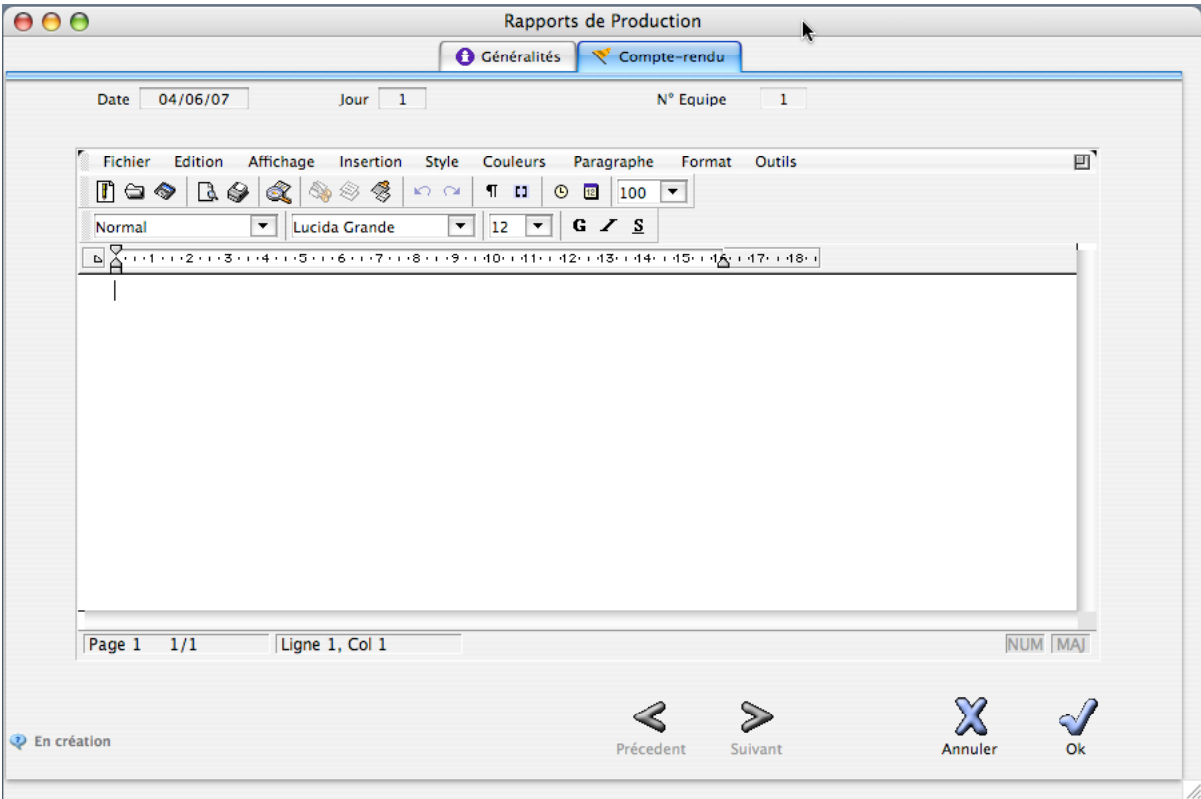 Rapports de Production
Généralités Compte-rendu
Date 04/06/07 Jour 1 N° Equipe 1
Fichier Edition Affichage Insertion Style Couleurs Paragraphe Format Outils
100
Normal Lucida Grande 12 G I S
1 2 3 4 5 6 7 8 9 10 11 12 13 14 15 16 17 18
Page 1 1/1 Ligne 1, Col 1 NUM MAJ
Précedent Suivant Annuler Ok
En création